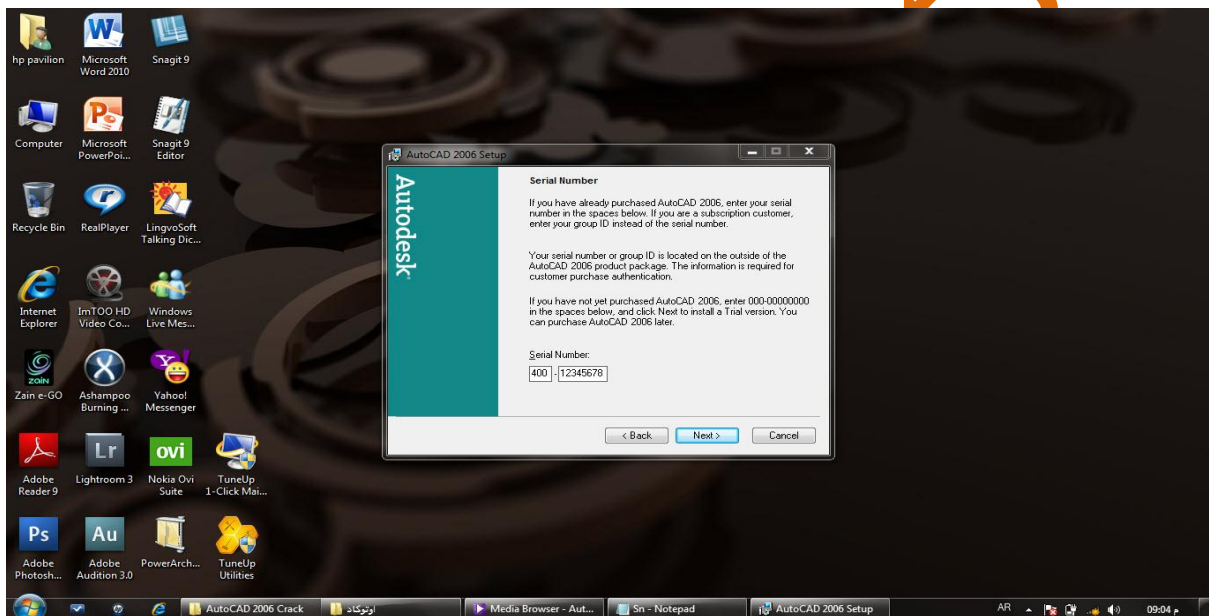 hp pavilion
Microsoft
Word 2010
Snagit 9
Computer
Microsoft
PowerPoi...
Snagit 9
Editor
Recycle Bin
RealPlayer
LingvoSoft
Talking Dic...
Internet
Explorer
ImTOO HD
Video Co...
Windows
Live Mes...
zain
Zain e-GO
Ashampoo
Burning ...
Yahoo!
Messenger
Lr
ovi
Adobe
Reader 9
Lightroom 3
Nokia Ovi
Suite
TuneUp
1-Click Mai...
Ps
Au
Adobe
Photosh...
Adobe
Audition 3.0
PowerArch...
TuneUp
Utilities
AutoCAD 2006 Setup
Autodesk
Serial Number
If you have already purchased AutoCAD 2006, enter your serial
number in the spaces below. If you are a subscription customer,
enter your group ID instead of the serial number.
Your serial number or group ID is located on the outside of the
AutoCAD 2006 product package. The information is required for
customer purchase authentication.
If you have not yet purchased AutoCAD 2006, enter 000-00000000
in the spaces below, and click Next to install a Trial version. You
can purchase AutoCAD 2006 later.
Serial Number:
400 - 12345678
< Back Next > Cancel
AutoCAD 2006 Crack اوتوكاد Media Browser - Aut... Sn - Notepad AutoCAD 2006 Setup AR 09:04 م